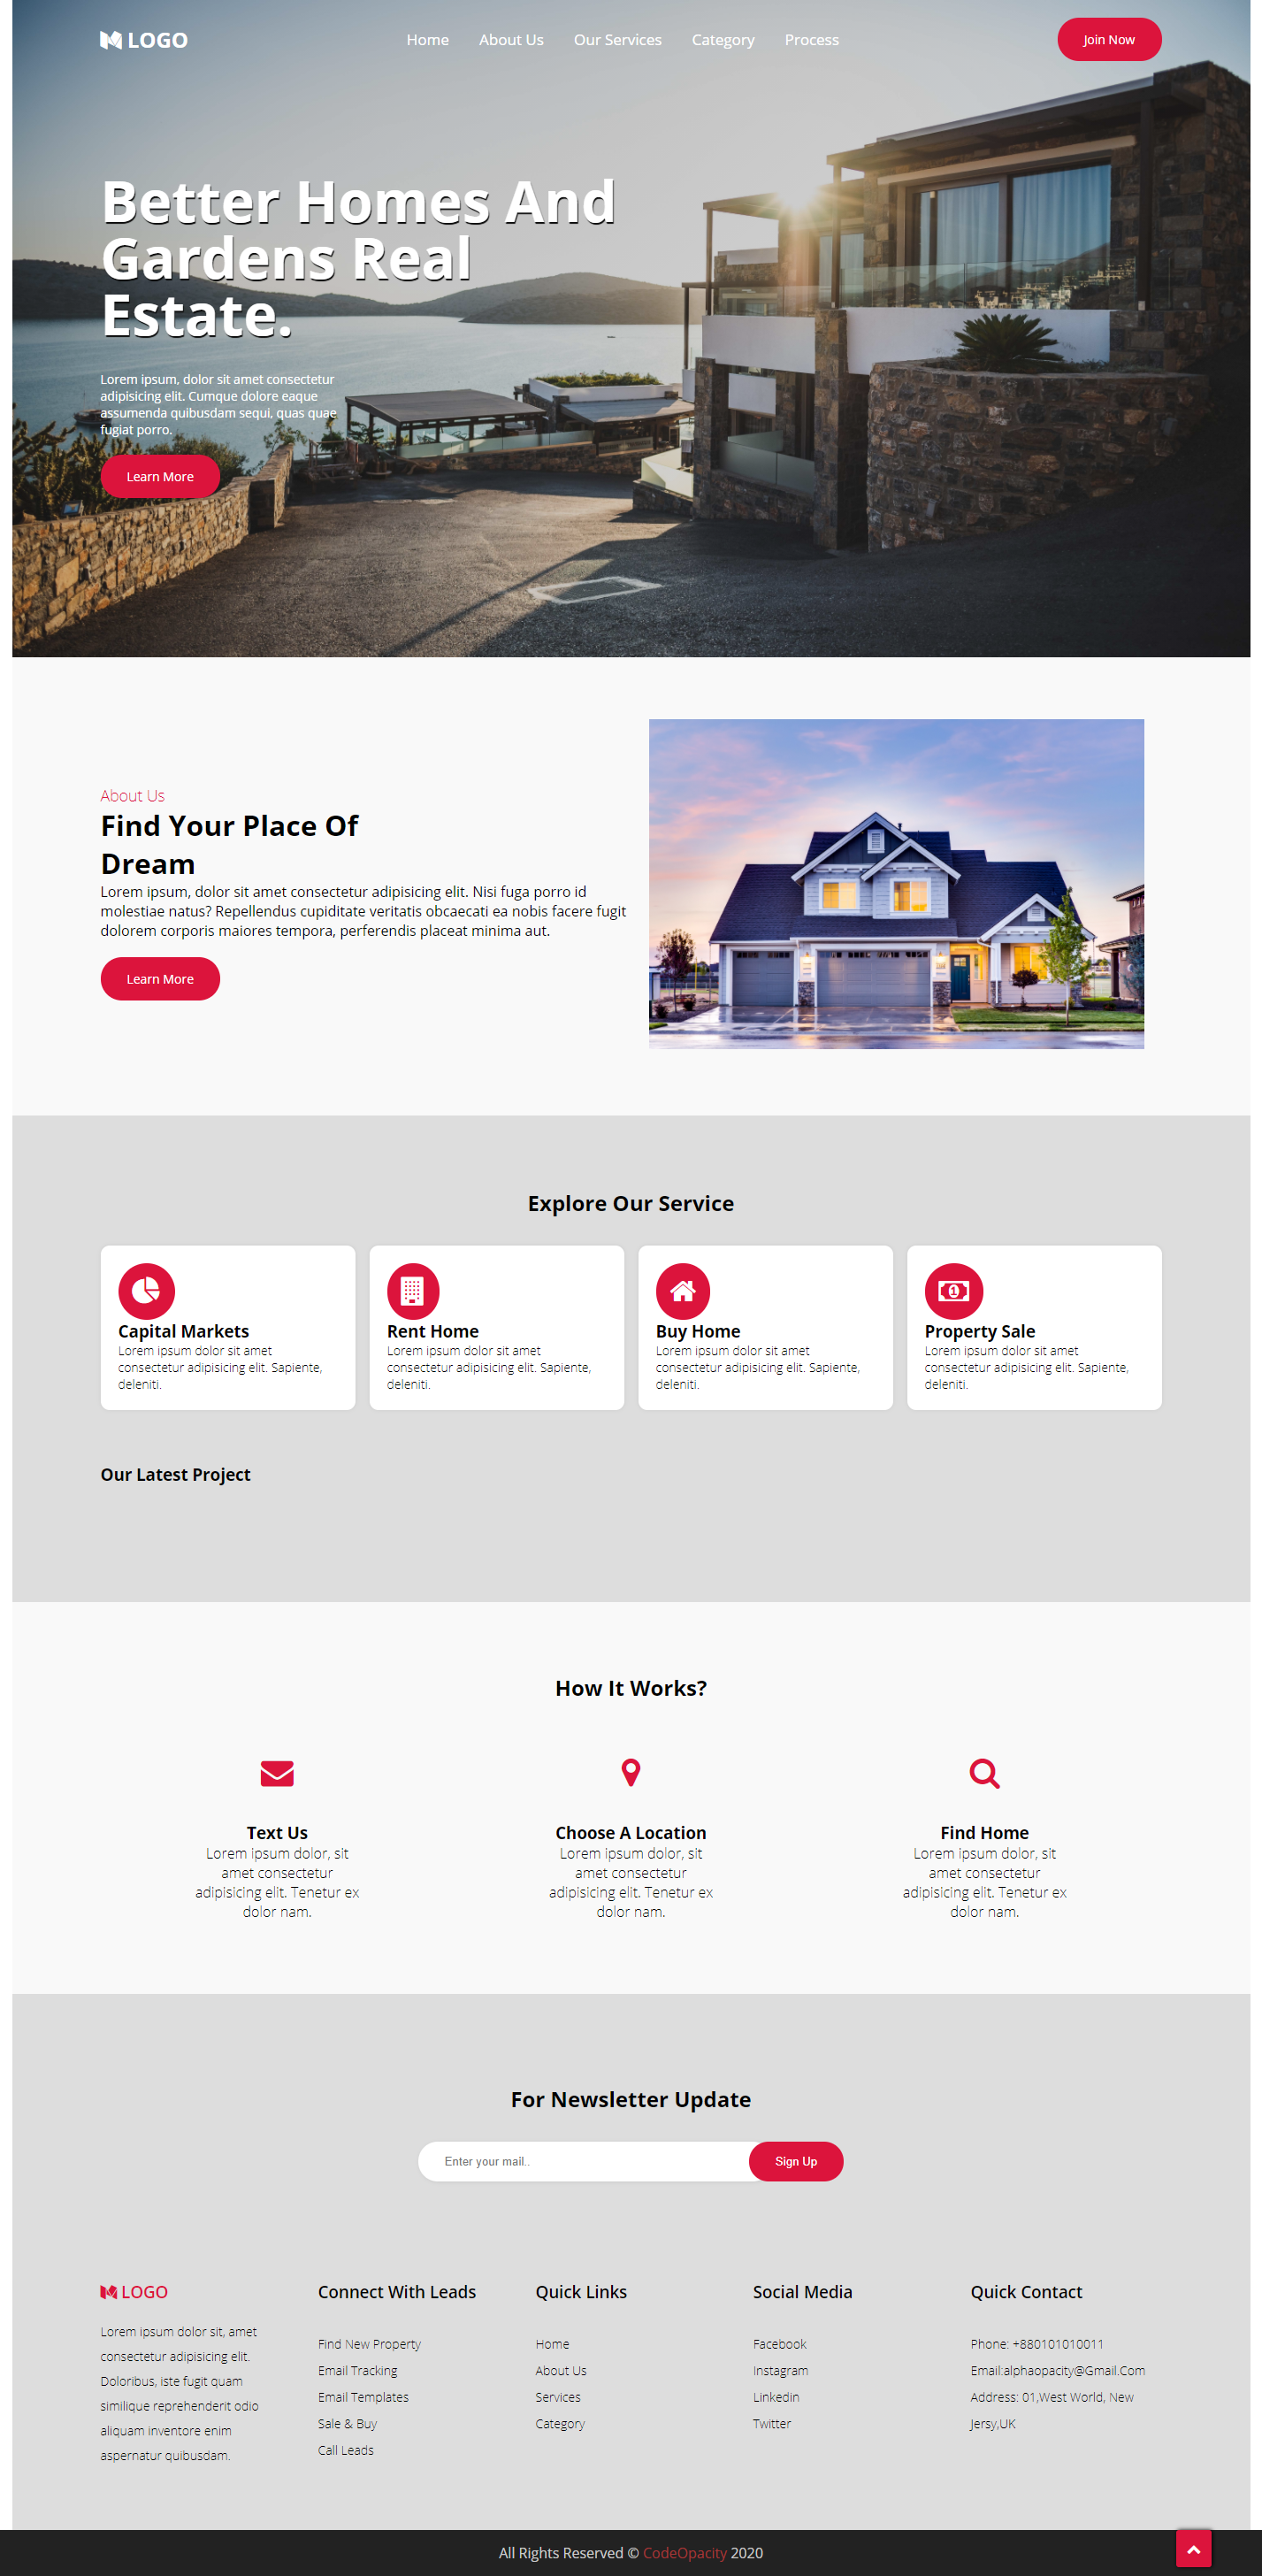 LOGO
Home About Us Our Services Category Process
Join Now
Better Homes And
Gardens Real
Estate.
Lorem ipsum, dolor sit amet consectetur
adipisicing elit. Cumque dolore eaque
assumenda quibusdam sequi, quas quae
fugiat porro.
Learn More
About Us
Find Your Place Of
Dream
Lorem ipsum, dolor sit amet consectetur adipisicing elit. Nisi fuga porro id
molestiae natus? Repellendus cupiditate veritatis obcaecati ea nobis facere fugit
dolorem corporis maiores tempora, perferendis placeat minima aut.
Learn More
Explore Our Service
Capital Markets
Lorem ipsum dolor sit amet
consectetur adipisicing elit. Sapiente,
deleniti.
Rent Home
Lorem ipsum dolor sit amet
consectetur adipisicing elit. Sapiente,
deleniti.
Buy Home
Lorem ipsum dolor sit amet
consectetur adipisicing elit. Sapiente,
deleniti.
1
Property Sale
Lorem ipsum dolor sit amet
consectetur adipisicing elit. Sapiente,
deleniti.
Our Latest Project
How It Works?
Text Us
Lorem ipsum dolor, sit
amet consectetur
adipisicing elit. Tenetur ex
dolor nam.
Choose A Location
Lorem ipsum dolor, sit
amet consectetur
adipisicing elit. Tenetur ex
dolor nam.
Find Home
Lorem ipsum dolor, sit
amet consectetur
adipisicing elit. Tenetur ex
dolor nam.
For Newsletter Update
Enter your mail..
Sign Up
LOGO
Lorem ipsum dolor sit, amet
consectetur adipisicing elit.
Doloribus, iste fugit quam
similique reprehenderit odio
aliquam inventore enim
aspernatur quibusdam.
Connect With Leads
Find New Property
Email Tracking
Email Templates
Sale & Buy
Call Leads
Quick Links
Home
About Us
Services
Category
Social Media
Facebook
Instagram
Linkedin
Twitter
Quick Contact
Phone: +880101010011
Email:alphaopacity@Gmail.Com
Address: 01,West World, New
Jersy,UK
All Rights Reserved © CodeOpacity 2020